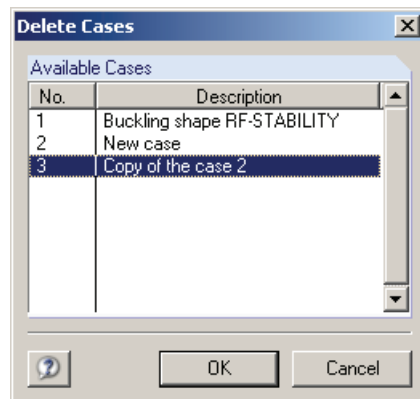 Delete Cases
Available Cases
No. Description
1 Buckling shape RF-STABILITY
2 New case
3 Copy of the case 2
OK Cancel